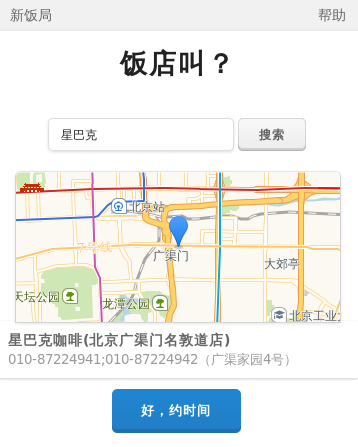 新饭局 帮助
饭店叫？
星巴克 搜索
北京站
7号线
广渠门
大郊亭
天坛公园
龙潭公园
北京工业大
星巴克咖啡(北京广渠门名敦道店)
010-87224941;010-87224942（广渠家园4号）
好，约时间